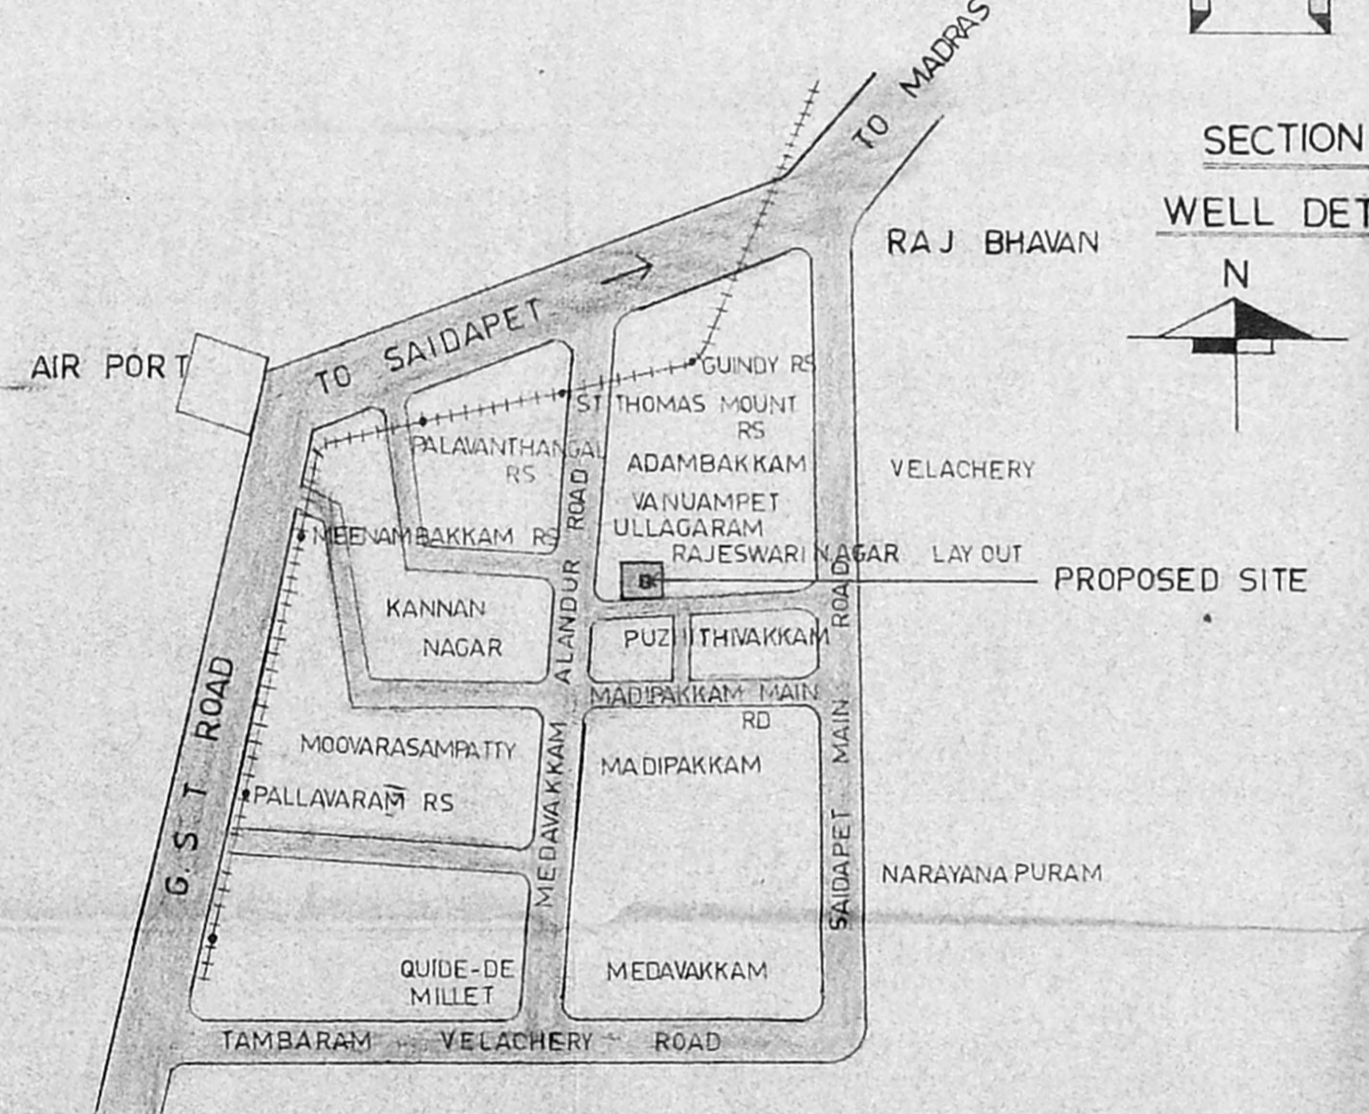 TO MADRAS
SECTION
WELL DET
RAJ BHAVAN
N
TO SAIDAPET
AIR PORT
GUINDY RS
ST THOMAS MOUNT
RS
PALAVANTHANGAL
RS
ADAMBAKKAM
VELACHERY
VANUAMPET
ULLAGARAM
MEENAMBAKKAM RS
RAJESWARI NAGAR LAY OUT
PROPOSED SITE
KANNAN
NAGAR
PUZHITHIVAKKAM
MADIPAKKAM MAIN
RD
G.S T ROAD
MEDAVAKKAM ALANDUR ROAD
SAIDAPET MAIN ROAD
MOOVARASAMPATTY
MADIPAKKAM
PALLAVARAM RS
NARAYANAPURAM
QUIDE-DE
MILLET
MEDAVAKKAM
TAMBARAM VELACHERY ROAD